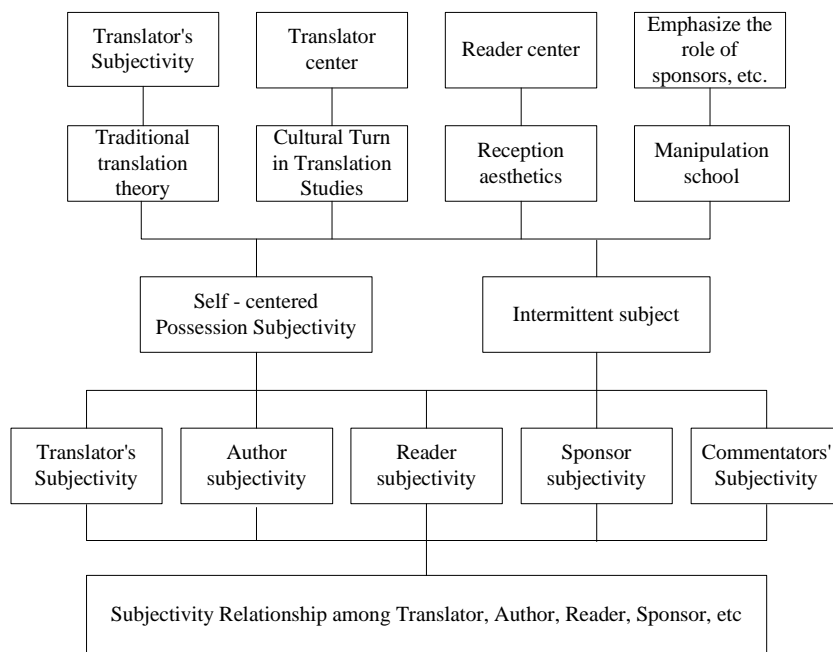 Translator's
Subjectivity
Translator
center
Reader center
Emphasize the
role of
sponsors, etc.
Traditional
translation
theory
Cultural Turn
in Translation
Studies
Reception
aesthetics
Manipulation
school
Self - centered
Possession Subjectivity
Intermittent subject
Translator's
Subjectivity
Author
subjectivity
Reader
subjectivity
Sponsor
subjectivity
Commentators'
Subjectivity
Subjectivity Relationship among Translator, Author, Reader, Sponsor, etc